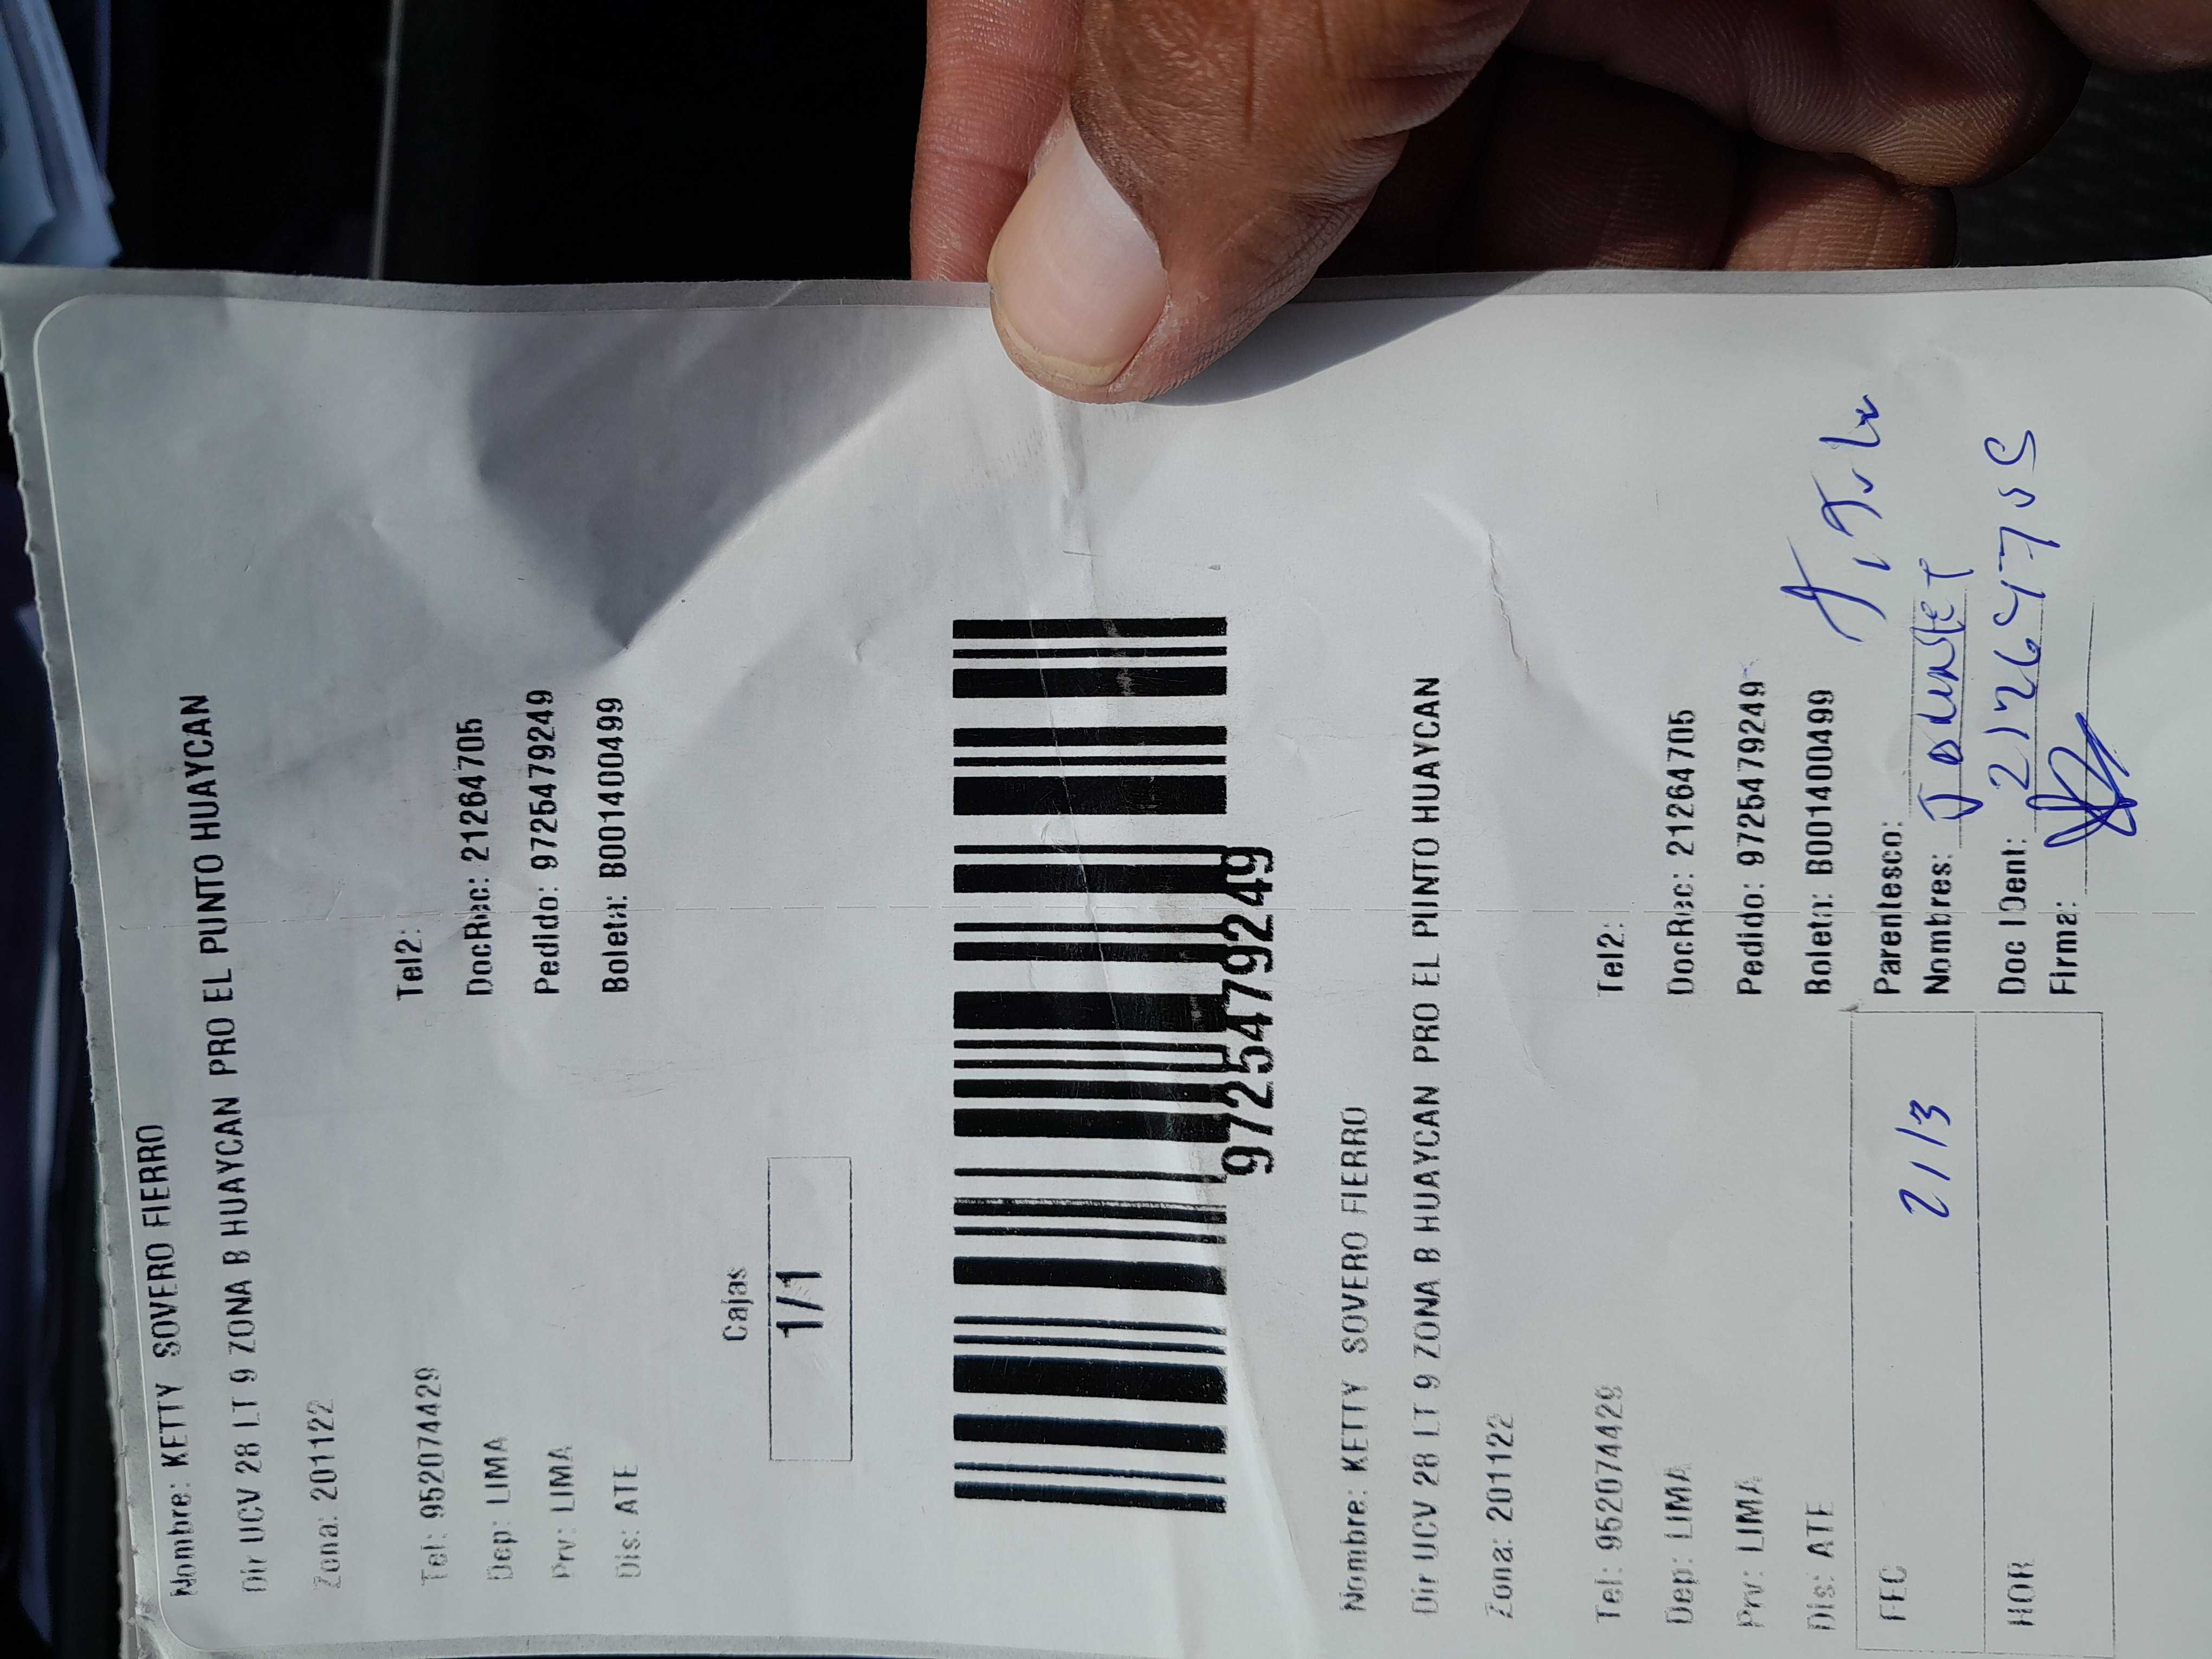 Nombre: KETTY SOVERO FIERRO
Dir UCV 28 LT 9 ZONA B HUAYCAN PRO EL PUNTO HUAYCAN
Zona: 201122
Tel: 952074429 Tel2:
Dep: LIMA DocRec: 21264705
Prv: LIMA Pedido: 9725479249
Dis: ATE Boleta: B001400499
Cajas
1/1
9725479249
Nombre: KETTY SOVERO FIERRO
Dir UCV 28 LT 9 ZONA B HUAYCAN PRO EL PUNTO HUAYCAN
Zona: 201122
Tel: 952074429 Tel2:
Dep: LIMA DocRec: 21264705
Prv: LIMA Pedido: 9725479249
Dis: ATE Boleta: B001400499
FEC 21/3
HOR
Parentesco:
Nombres:
Doc IDent:
Firma: